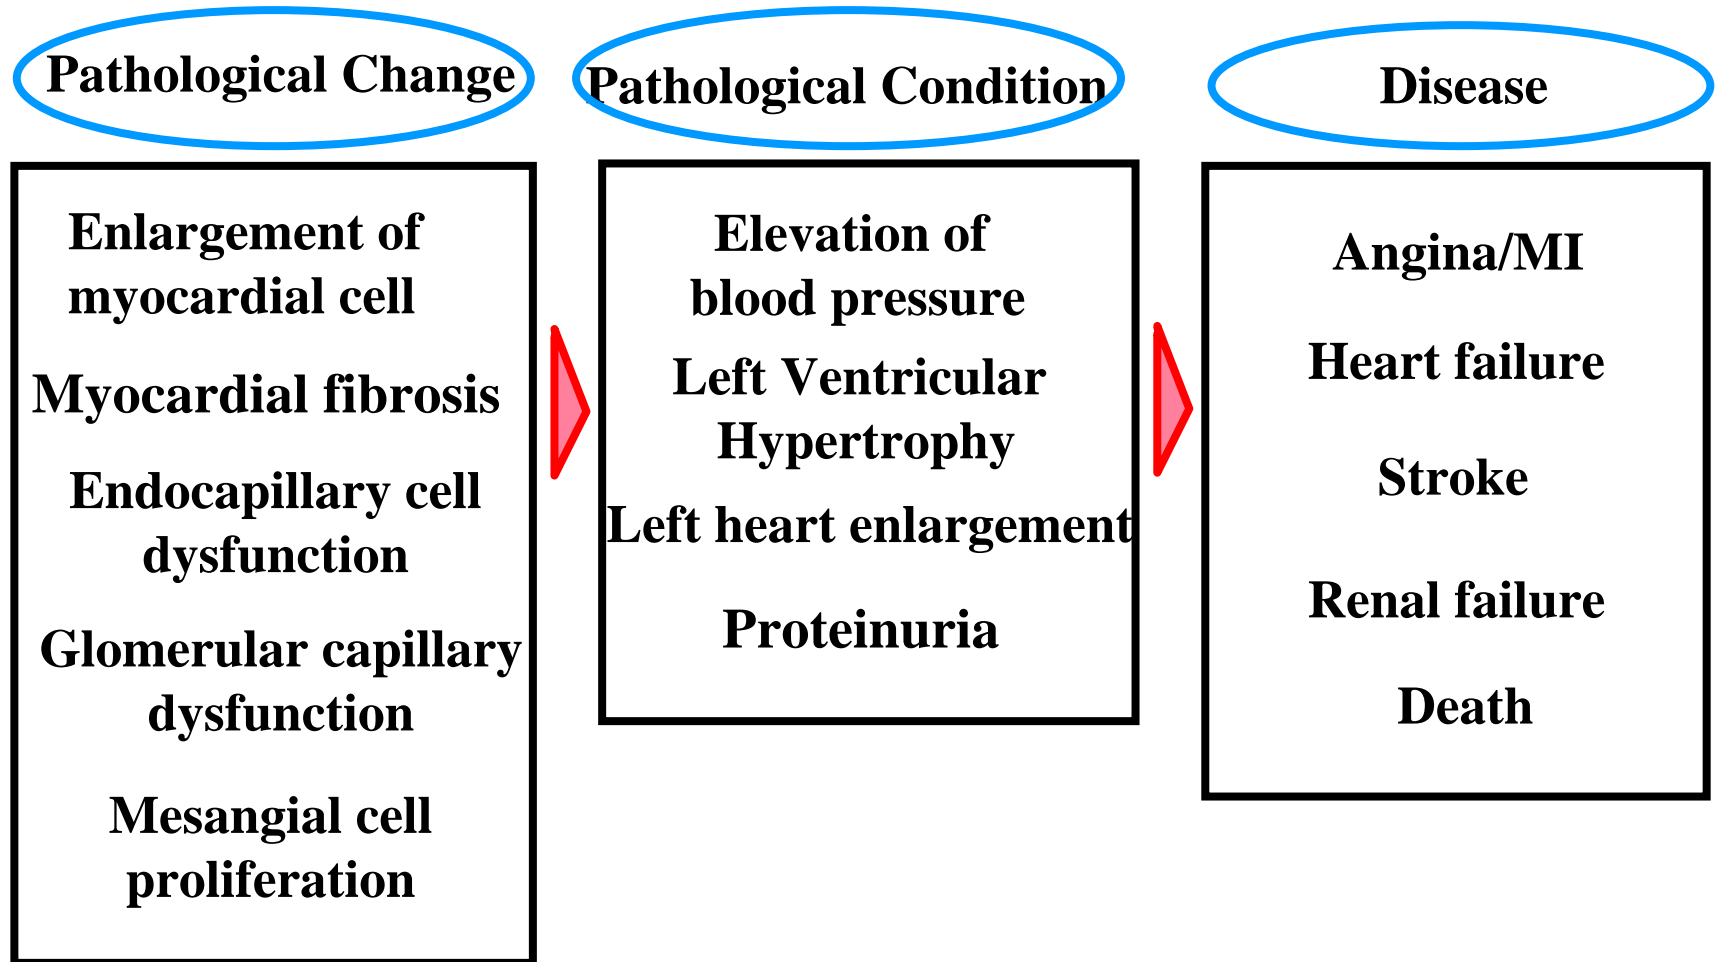 Pathological Change
Pathological Condition
Disease
Enlargement of
myocardial cell
Myocardial fibrosis
Endocapillary cell
dysfunction
Glomerular capillary
dysfunction
Mesangial cell
proliferation
Elevation of
blood pressure
Left Ventricular
Hypertrophy
Left heart enlargement
Proteinuria
Angina/MI
Heart failure
Stroke
Renal failure
Death